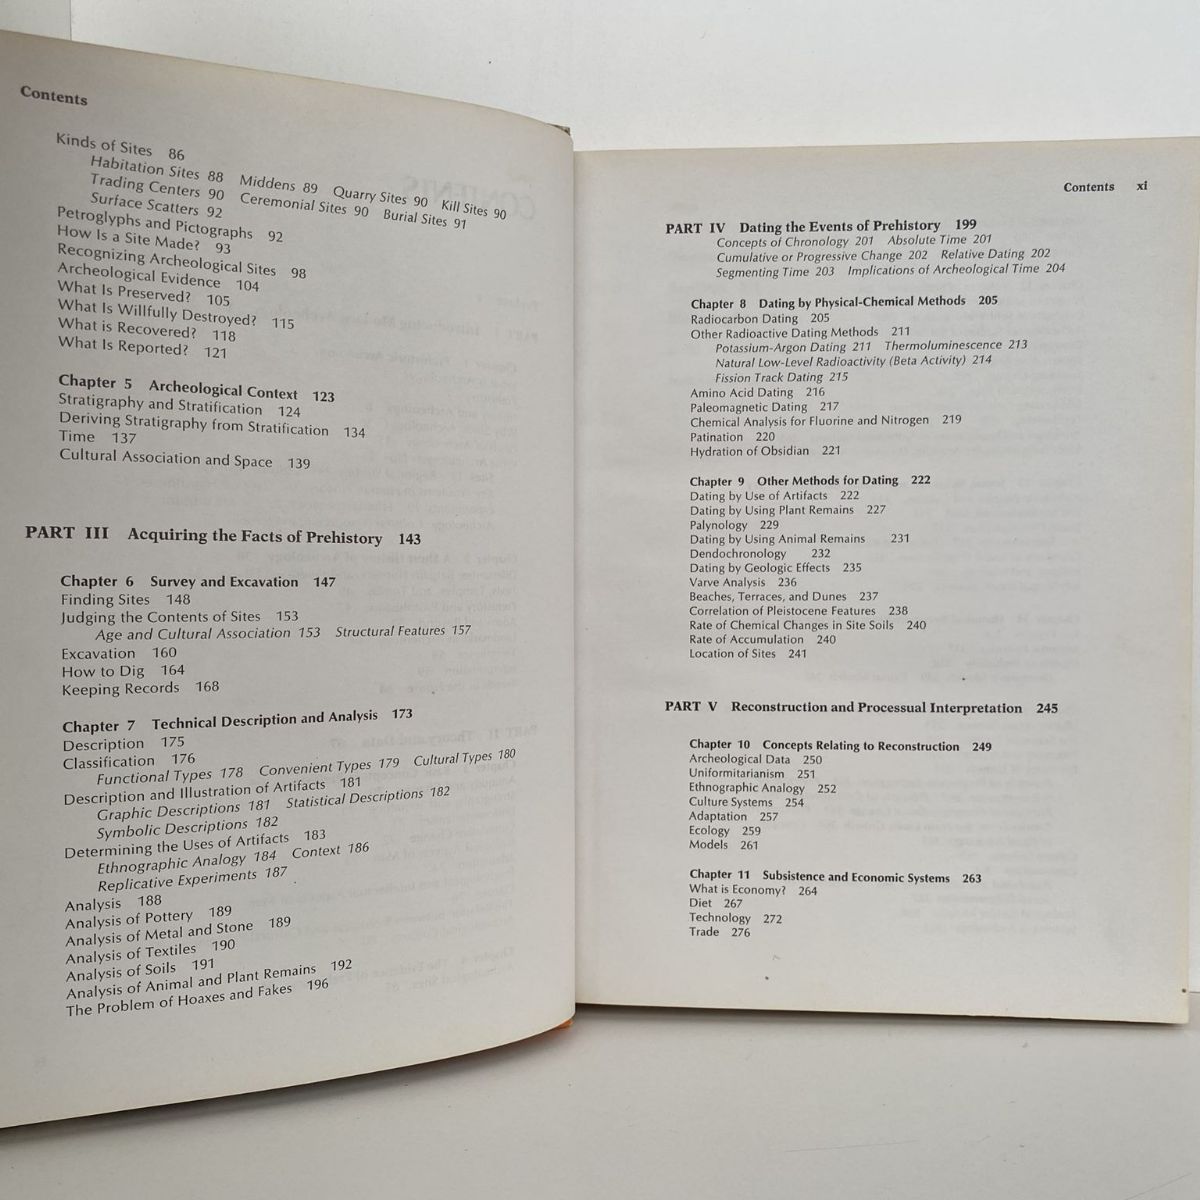 Contents
Kinds of Sites 86
Habitation Sites 88 Middens 89 Quarry Sites 90 Kill Sites 90
Trading Centers 90 Ceremonial Sites 90 Burial Sites 91
Surface Scatters 92
Petroglyphs and Pictographs 92
How Is a Site Made? 93
Recognizing Archeological Sites 98
Archeological Evidence 104
What Is Preserved? 105
What Is Willfully Destroyed? 115
What is Recovered? 118
What Is Reported? 121
Chapter 5 Archeological Context 123
Stratigraphy and Stratification 124
Deriving Stratigraphy from Stratification 134
Time 137
Cultural Association and Space 139
PART III Acquiring the Facts of Prehistory 143
Chapter 6 Survey and Excavation 147
Finding Sites 148
Judging the Contents of Sites 153
Age and Cultural Association 153 Structural Features 157
Excavation 160
How to Dig 164
Keeping Records 168
Chapter 7 Technical Description and Analysis 173
Description 175
Classification 176
Functional Types 178 Convenient Types 179 Cultural Types 180
Description and Illustration of Artifacts 181
Graphic Descriptions 181 Statistical Descriptions 182
Symbolic Descriptions 182
Determining the Uses of Artifacts 183
Ethnographic Analogy 184 Context 186
Replicative Experiments 187
Analysis 188
Analysis of Pottery 189
Analysis of Metal and Stone 189
Analysis of Textiles 190
Analysis of Soils 191
Analysis of Animal and Plant Remains 192
The Problem of Hoaxes and Fakes 196
Contents xi
PART IV Dating the Events of Prehistory 199
Concepts of Chronology 201 Absolute Time 201
Cumulative or Progressive Change 202 Relative Dating 202
Segmenting Time 203 Implications of Archeological Time 204
Chapter 8 Dating by Physical-Chemical Methods 205
Radiocarbon Dating 205
Other Radioactive Dating Methods 211
Potassium-Argon Dating 211 Thermoluminescence 213
Natural Low-Level Radioactivity (Beta Activity) 214
Fission Track Dating 215
Amino Acid Dating 216
Paleomagnetic Dating 217
Chemical Analysis for Fluorine and Nitrogen 219
Patination 220
Hydration of Obsidian 221
Chapter 9 Other Methods for Dating 222
Dating by Use of Artifacts 222
Dating by Using Plant Remains 227
Palynology 229
Dating by Using Animal Remains 231
Dendochronology 232
Dating by Geologic Effects 235
Varve Analysis 236
Beaches, Terraces, and Dunes 237
Correlation of Pleistocene Features 238
Rate of Chemical Changes in Site Soils 240
Rate of Accumulation 240
Location of Sites 241
PART V Reconstruction and Processual Interpretation 245
Chapter 10 Concepts Relating to Reconstruction 249
Archeological Data 250
Uniformitarianism 251
Ethnographic Analogy 252
Culture Systems 254
Adaptation 257
Ecology 259
Models 261
Chapter 11 Subsistence and Economic Systems 263
What is Economy? 264
Diet 267
Technology 272
Trade 276